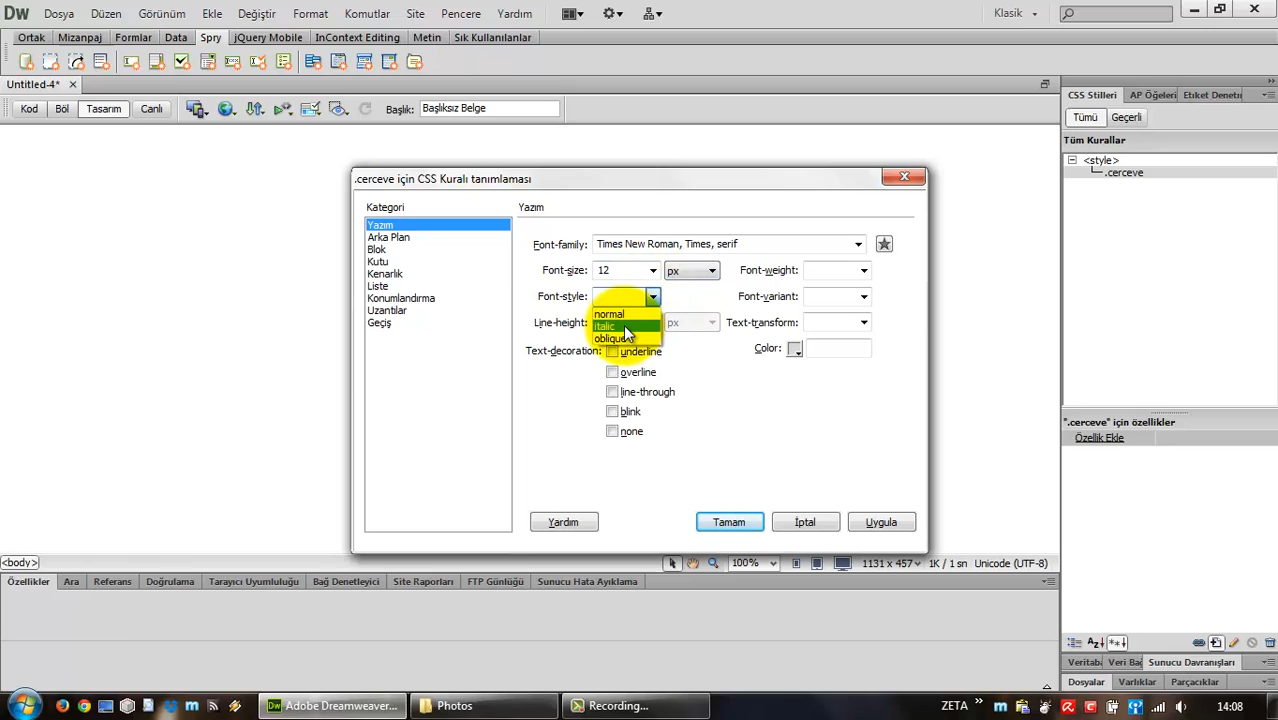 Dw Dosya Düzen Görünüm Ekle Değiştir Format Komutlar Site Pencere Yardım Klasik
Ortak Mizanpaj Formlar Data Spry jQuery Mobile InContext Editing Metin Sık Kullanılanlar
Untitled-4*
Kod Böl Tasarım Canlı Başlık: Başlıksız Belge
CSS Stilleri AP Öğeleri Etiket Denetm
Tümü Geçerli
Tüm Kurallar
<style>
.cerceve
.cerceve için CSS Kuralı tanımlaması
Kategori
Yazım
Arka Plan
Blok
Kutu
Kenarlık
Liste
Konumlandırma
Uzantılar
Geçiş
Yazım
Font-family: Times New Roman, Times, serif
Font-size: 12 px Font-weight:
Font-style: Font-variant:
normal
italic
oblique
Line-height: px Text-transform:
Text-decoration: underline Color:
overline
line-through
blink
none
Yardım Tamam İptal Uygula
".cerceve" için özellikler
Özellik Ekle
<body> 100% 1131 x 457 1K / 1 sn Unicode (UTF-8)
Özellikler Ara Referans Doğrulama Tarayıcı Uyumluluğu Bağ Denetleyici Site Raporları FTP Günlüğü Sunucu Hata Ayıklama
Veritaba Veri Bağ Sunucu Davranışları
Dosyalar Varlıklar Parçacıklar
Adobe Dreamweaver... Photos Recording... ZETA 14:08